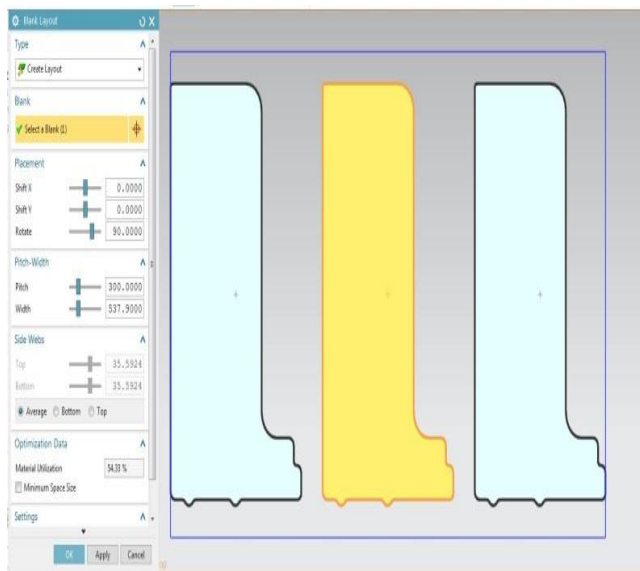 Blank Layout
Type
Create Layout
Blank
Select a Blank (1)
Placement
Shift X 0.0000
Shift Y 0.0000
Rotate 90.0000
Pitch-Width
Pitch 300.0000
Width 537.9000
Side Webs
Top 35.5924
Bottom 35.5924
Average Bottom Top
Optimization Data
Material Utilization 54.33 %
Minimum Space Size
Settings
OK Apply Cancel